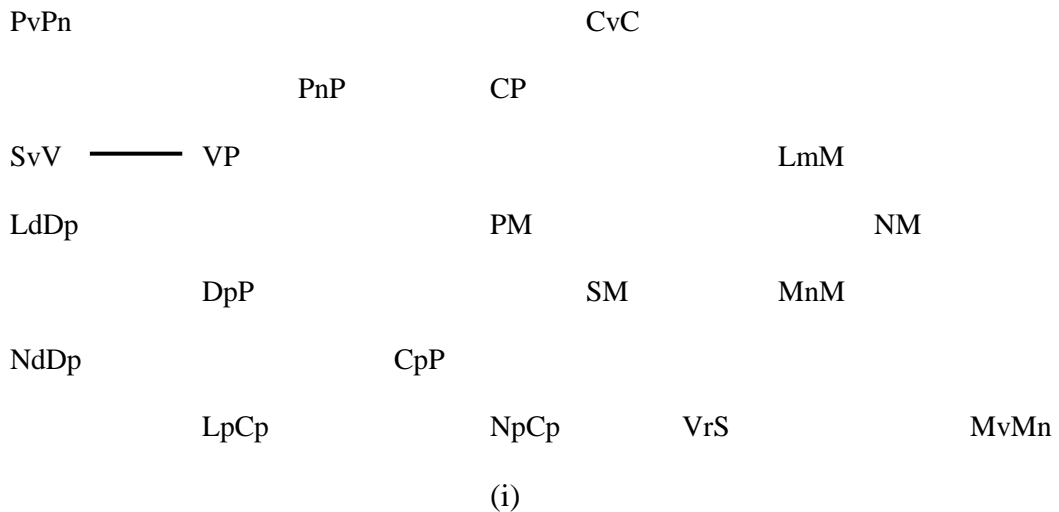 PvPn CvC
PnP CP
SvV VP LmM
LdDp PM NM
DpP SM MnM
NdDp CpP
LpCp NpCp VrS MvMn
(i)